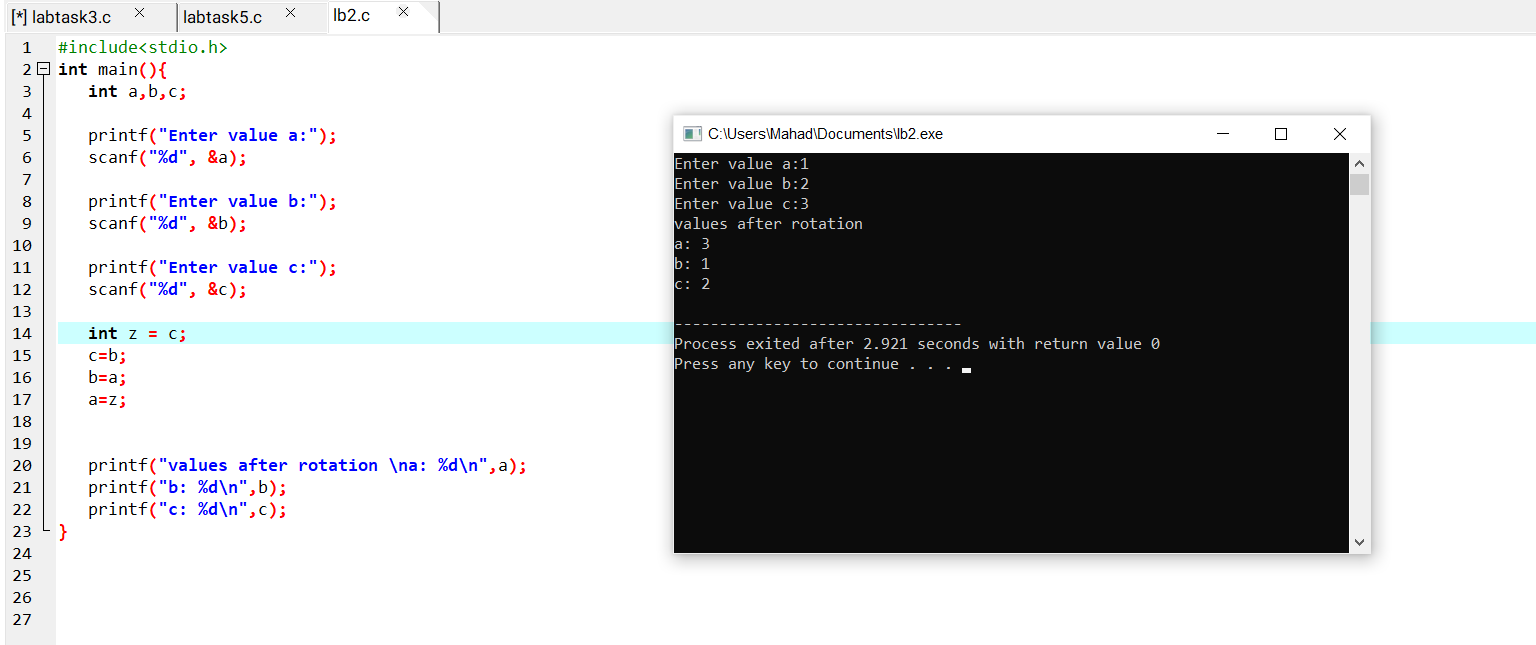 [*] labtask3.c × labtask5.c × lb2.c ×
1 #include<stdio.h>
2 int main(){
3 int a,b,c;
4
5 printf("Enter value a:");
6 scanf("%d", &a);
7
8 printf("Enter value b:");
9 scanf("%d", &b);
10
11 printf("Enter value c:");
12 scanf("%d", &c);
13
14 int z = c;
15 c=b;
16 b=a;
17 a=z;
18
19
20 printf("values after rotation \na: %d\n",a);
21 printf("b: %d\n",b);
22 printf("c: %d\n",c);
23 }
24
25
26
27
C:\Users\Mahad\Documents\lb2.exe
Enter value a:1
Enter value b:2
Enter value c:3
values after rotation
a: 3
b: 1
c: 2
--------------------------------
Process exited after 2.921 seconds with return value 0
Press any key to continue . . .